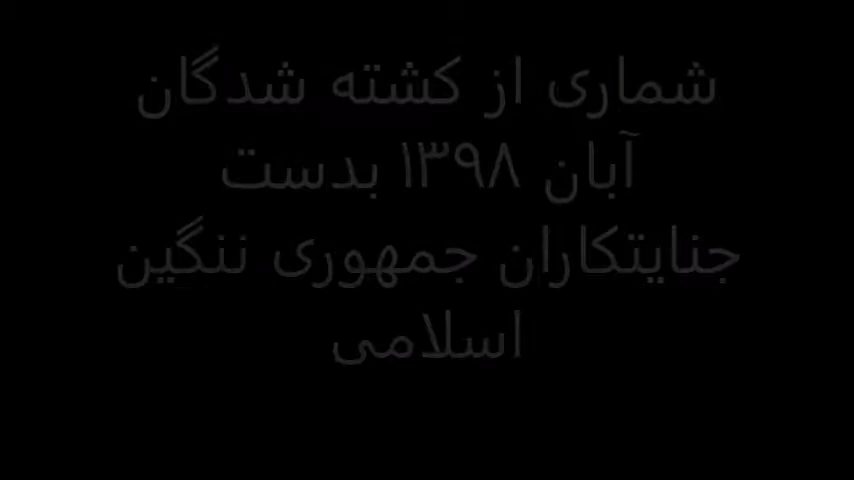 شماری از کشته شدگان
آبان ۱۳۹۸ بدست
جنایتکاران جمهوری ننگین
اسلامی